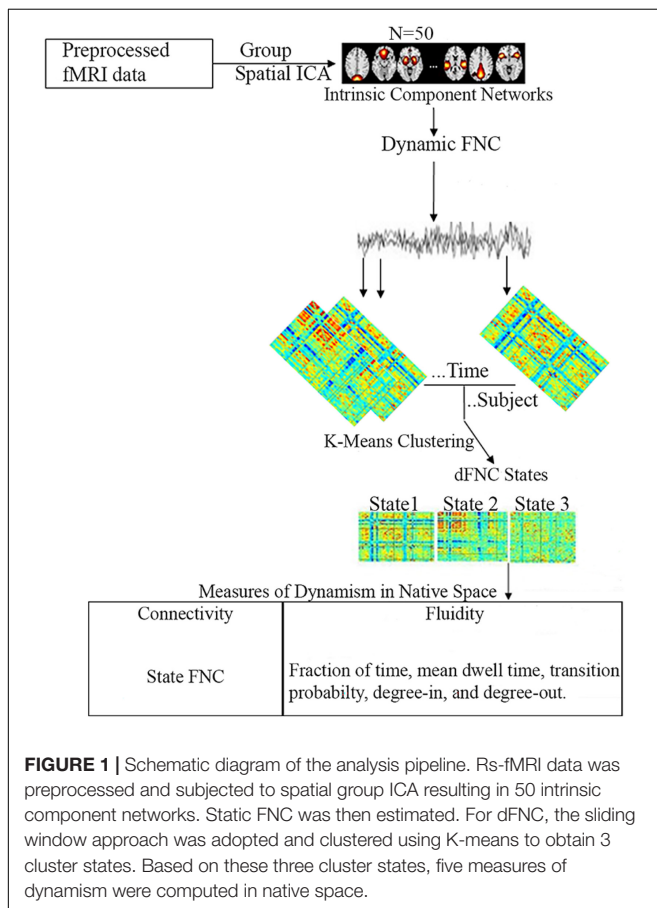 N=50
Preprocessed
fMRI data
Group
Spatial ICA
...
Intrinsic Component Networks
Dynamic FNC
...Time
..Subject
K-Means Clustering
dFNC States
State1 State 2 State 3
Measures of Dynamism in Native Space
Connectivity
Fluidity
State FNC
Fraction of time, mean dwell time, transition
probabilty, degree-in, and degree-out.
FIGURE 1 | Schematic diagram of the analysis pipeline. Rs-fMRI data was
preprocessed and subjected to spatial group ICA resulting in 50 intrinsic
component networks. Static FNC was then estimated. For dFNC, the sliding
window approach was adopted and clustered using K-means to obtain 3
cluster states. Based on these three cluster states, five measures of
dynamism were computed in native space.